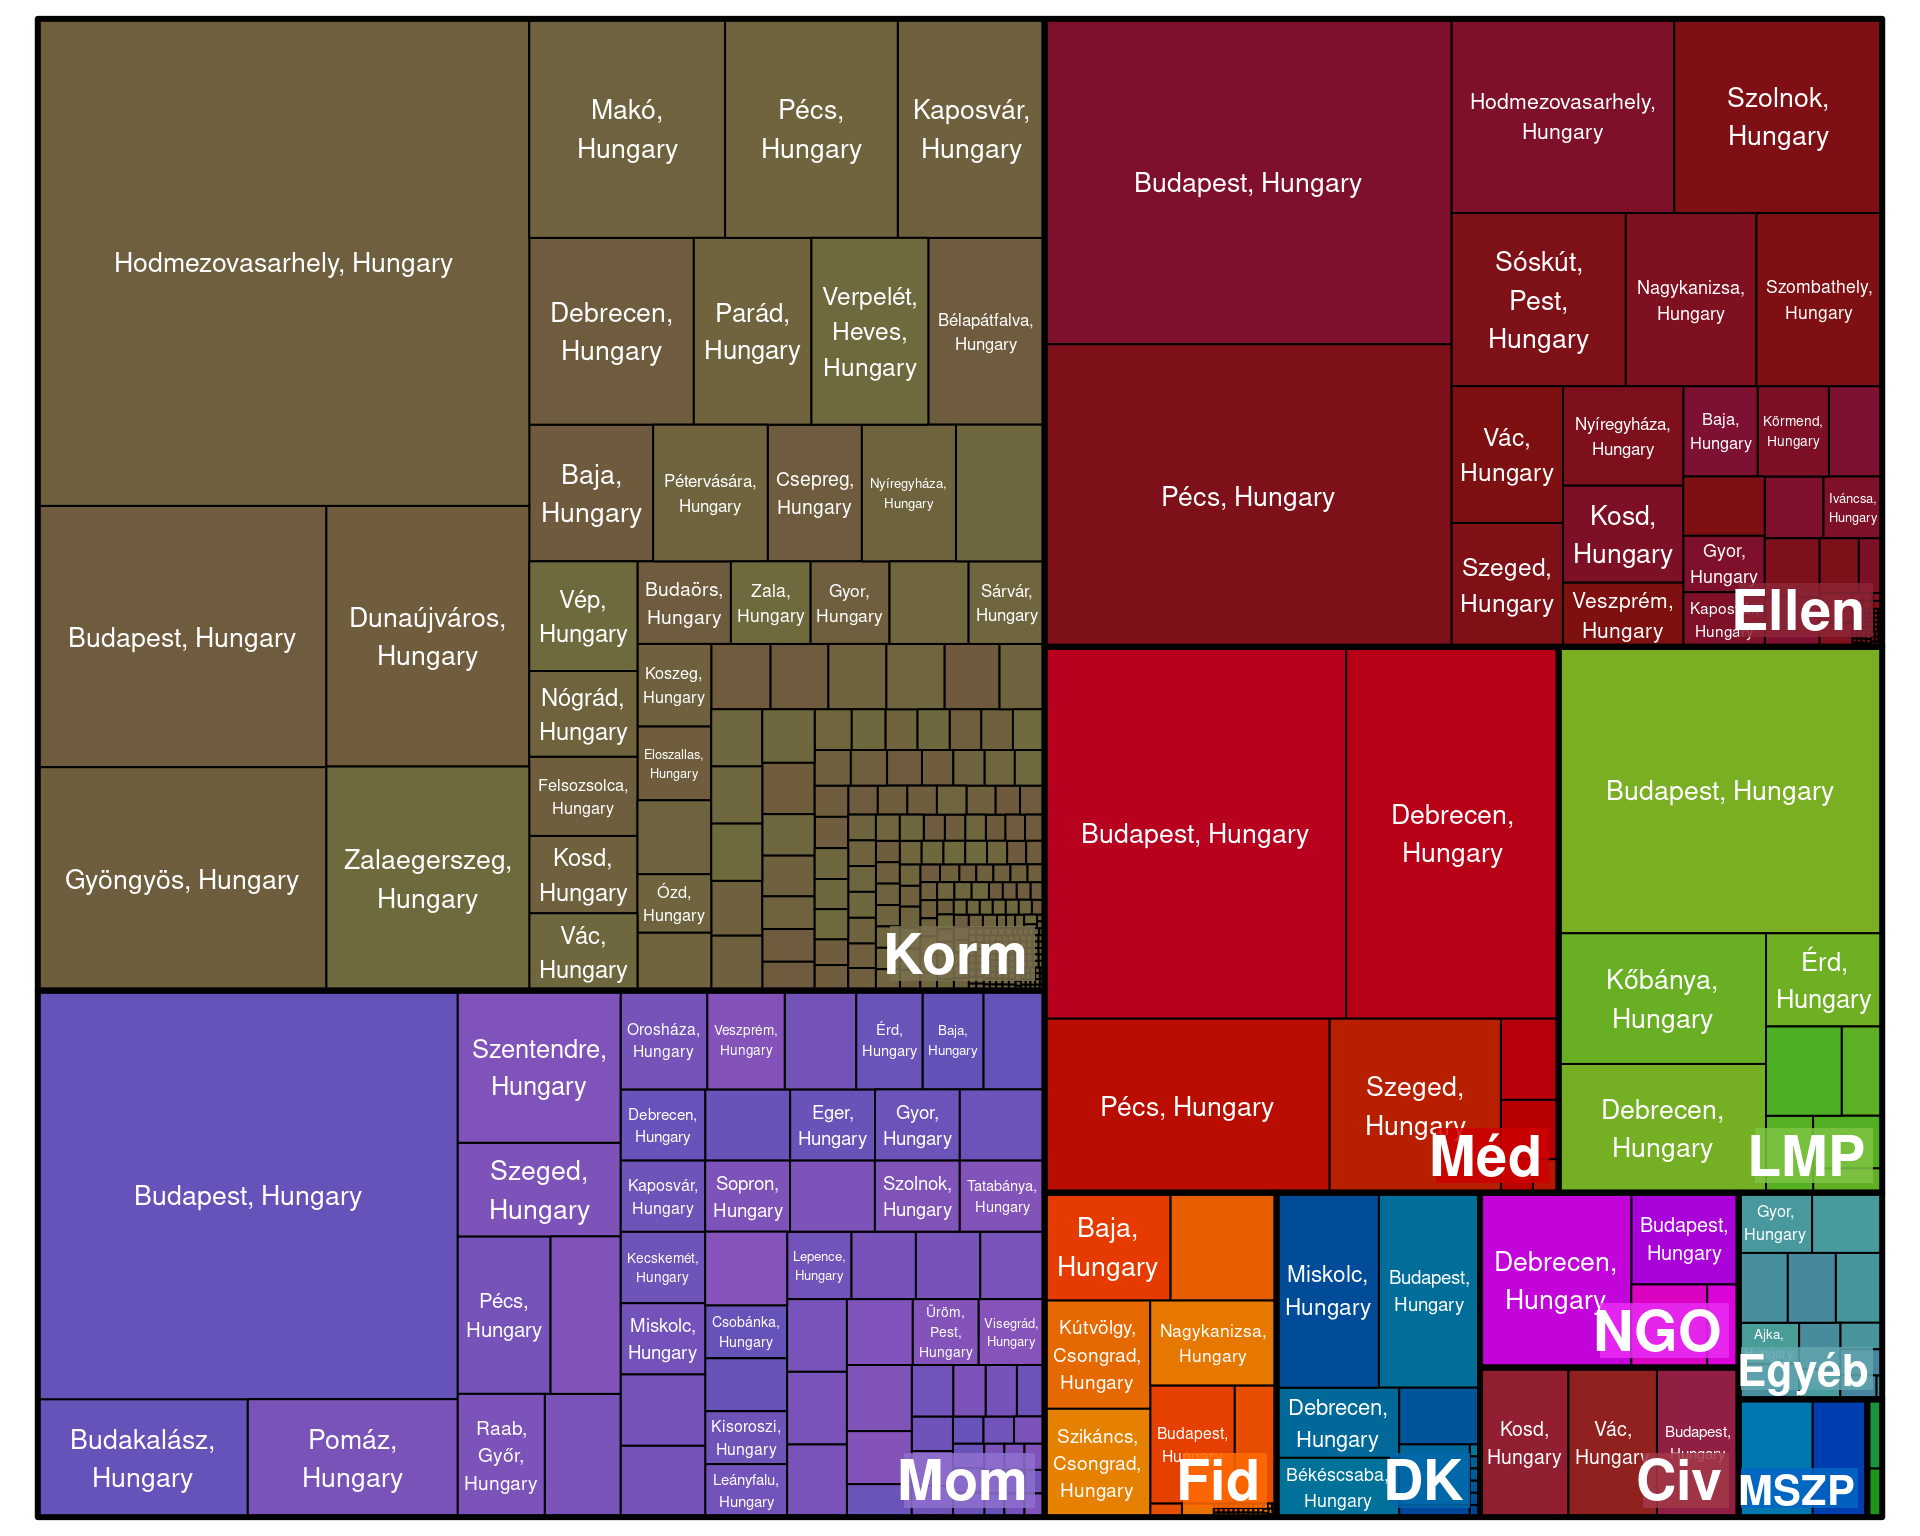 Hodmezovasarhely, Hungary
Makó,
Hungary
Pécs,
Hungary
Kaposvár,
Hungary
Debrecen,
Hungary
Parád,
Hungary
Verpelét,
Heves,
Hungary
Bélapátfalva,
Hungary
Budapest, Hungary
Dunaújváros,
Hungary
Gyöngyös, Hungary
Zalaegerszeg,
Hungary
Baja,
Hungary
Pétervására,
Hungary
Csepreg,
Hungary
Nyíregyháza,
Hungary
Vép,
Hungary
Budaörs,
Hungary
Zala,
Hungary
Gyor,
Hungary
Sárvár,
Hungary
Nógrád,
Hungary
Koszeg,
Hungary
Eloszallas,
Hungary
Felsozsolca,
Hungary
Kosd,
Hungary
Ózd,
Hungary
Vác,
Hungary
Korm
Budapest, Hungary
Hodmezovasarhely,
Hungary
Szolnok,
Hungary
Pécs, Hungary
Sóskút,
Pest,
Hungary
Nagykanizsa,
Hungary
Szombathely,
Hungary
Vác,
Hungary
Nyíregyháza,
Hungary
Baja,
Hungary
Körmend,
Hungary
Kosd,
Hungary
Iváncsa,
Hungary
Szeged,
Hungary
Gyor,
Hungary
Veszprém,
Hungary
Hungary
Ellen
Budapest, Hungary
Debrecen,
Hungary
Pécs, Hungary
Szeged,
Hungary
Méd
Budapest, Hungary
Kőbánya,
Hungary
Érd,
Hungary
Debrecen,
Hungary
LMP
Budapest, Hungary
Szentendre,
Hungary
Szeged,
Hungary
Pécs,
Hungary
Budakalász,
Hungary
Pomáz,
Hungary
Raab,
Győr,
Hungary
Orosháza,
Hungary
Veszprém,
Hungary
Érd,
Hungary
Baja,
Hungary
Debrecen,
Hungary
Eger,
Hungary
Gyor,
Hungary
Kaposvár,
Hungary
Sopron,
Hungary
Szolnok,
Hungary
Tatabánya,
Hungary
Kecskemét,
Hungary
Lepence,
Hungary
Miskolc,
Hungary
Csobánka,
Hungary
Üröm,
Pest,
Hungary
Visegrád,
Hungary
Kisoroszi,
Hungary
Leányfalu,
Hungary
Mom
Baja,
Hungary
Kútvölgy,
Csongrad,
Hungary
Nagykanizsa,
Hungary
Szikáncs,
Csongrad,
Hungary
Budapest,
Fid
Miskolc,
Hungary
Budapest,
Hungary
Debrecen,
Hungary
Békéscsaba,
Hungary
DK
Debrecen,
Hungary
Budapest,
Hungary
NGO
Kosd,
Hungary
Vác,
Hungary
Budapest,
Hungary
Civ
Gyor,
Hungary
Ajka,
Egyéb
MSZP